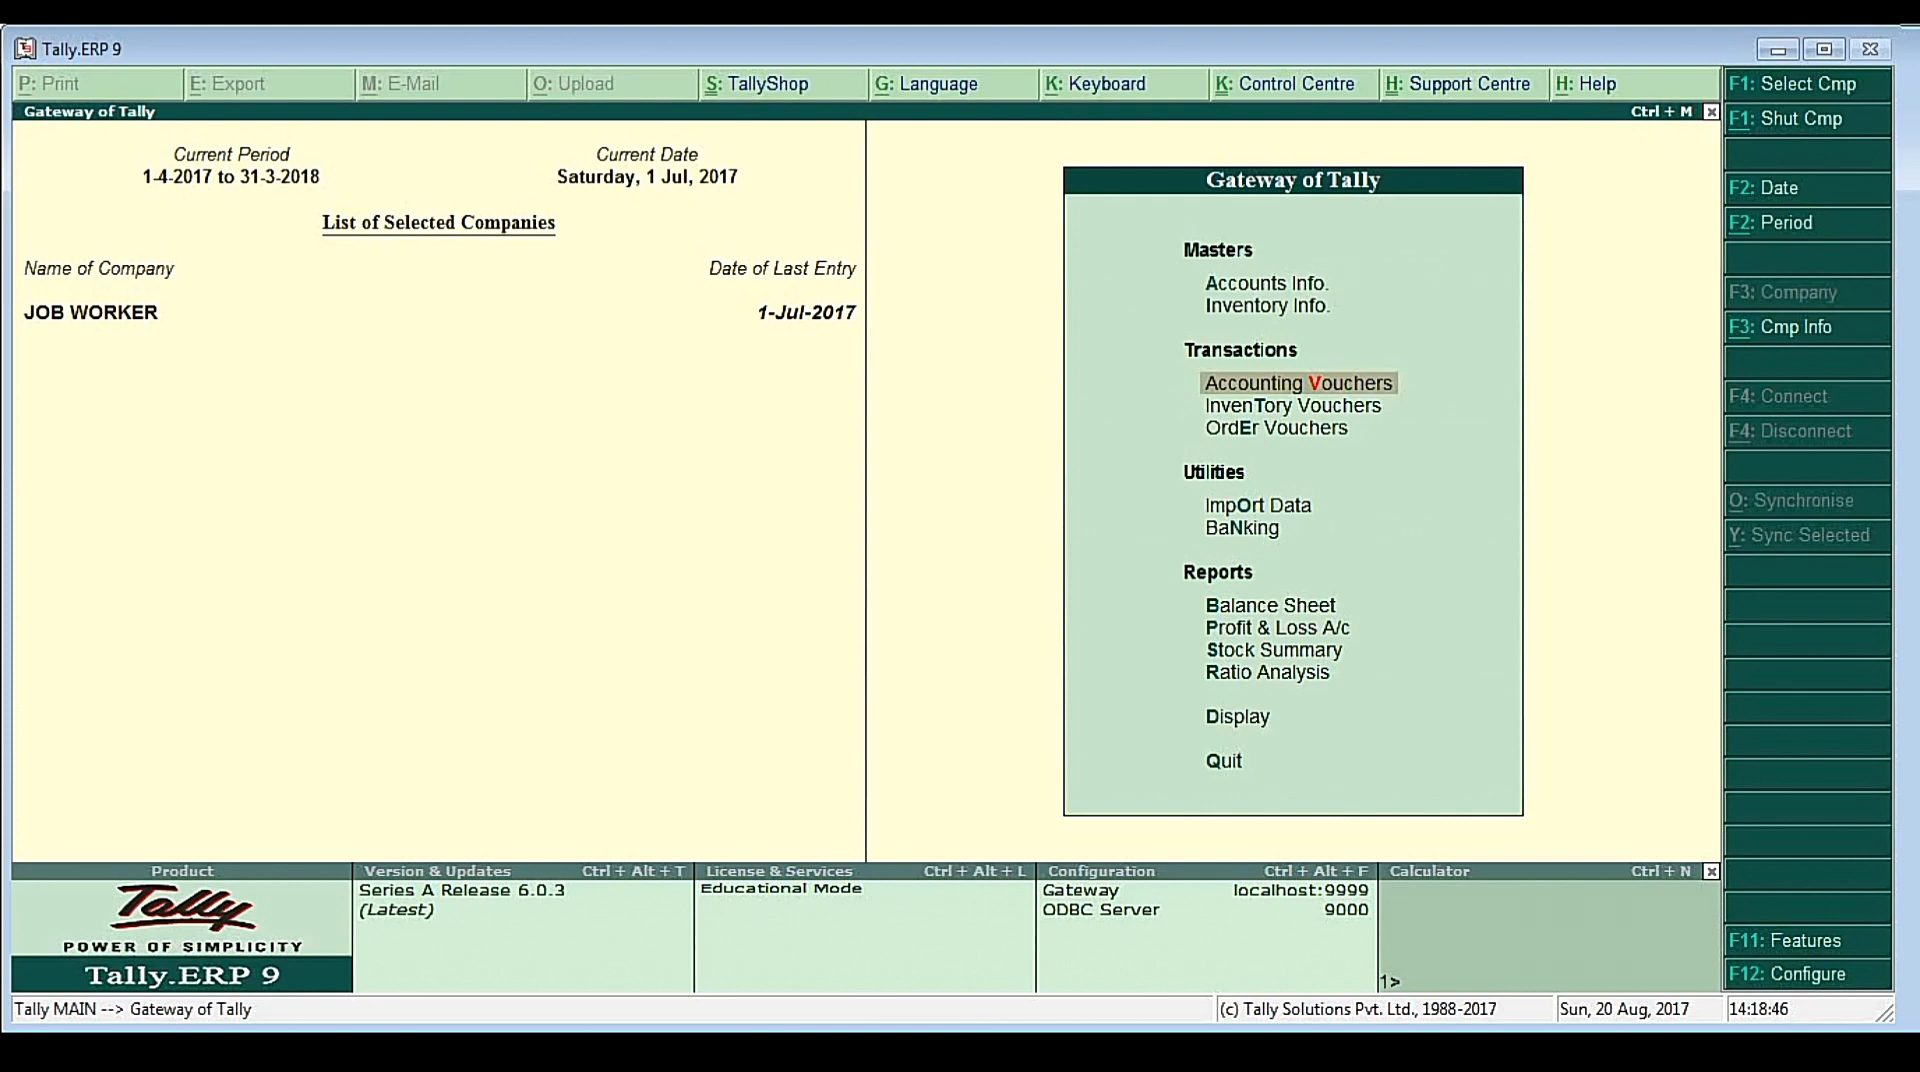 Tally.ERP 9
P: Print E: Export M: E-Mail O: Upload S: TallyShop G: Language K: Keyboard K: Control Centre H: Support Centre H: Help
Gateway of Tally Ctrl + M
Current Period Current Date
1-4-2017 to 31-3-2018 Saturday, 1 Jul, 2017
List of Selected Companies
Name of Company Date of Last Entry
JOB WORKER 1-Jul-2017
Gateway of Tally
Masters
Accounts Info.
Inventory Info.
Transactions
Accounting Vouchers
InvenTory Vouchers
OrdEr Vouchers
Utilities
ImpOrt Data
BaNking
Reports
Balance Sheet
Profit & Loss A/c
Stock Summary
Ratio Analysis
Display
Quit
F1: Select Cmp
F1: Shut Cmp
F2: Date
F2: Period
F3: Company
F3: Cmp Info
F4: Connect
F4: Disconnect
O: Synchronise
Y: Sync Selected
F11: Features
F12: Configure
Product
Tally
POWER OF SIMPLICITY
Tally.ERP 9
Version & Updates Ctrl + Alt + T
Series A Release 6.0.3
(Latest)
License & Services Ctrl + Alt + L
Educational Mode
Configuration Ctrl + Alt + F
Gateway localhost:9999
ODBC Server 9000
Calculator Ctrl + N
1>
Tally MAIN --> Gateway of Tally (c) Tally Solutions Pvt. Ltd., 1988-2017 Sun, 20 Aug, 2017 14:18:46